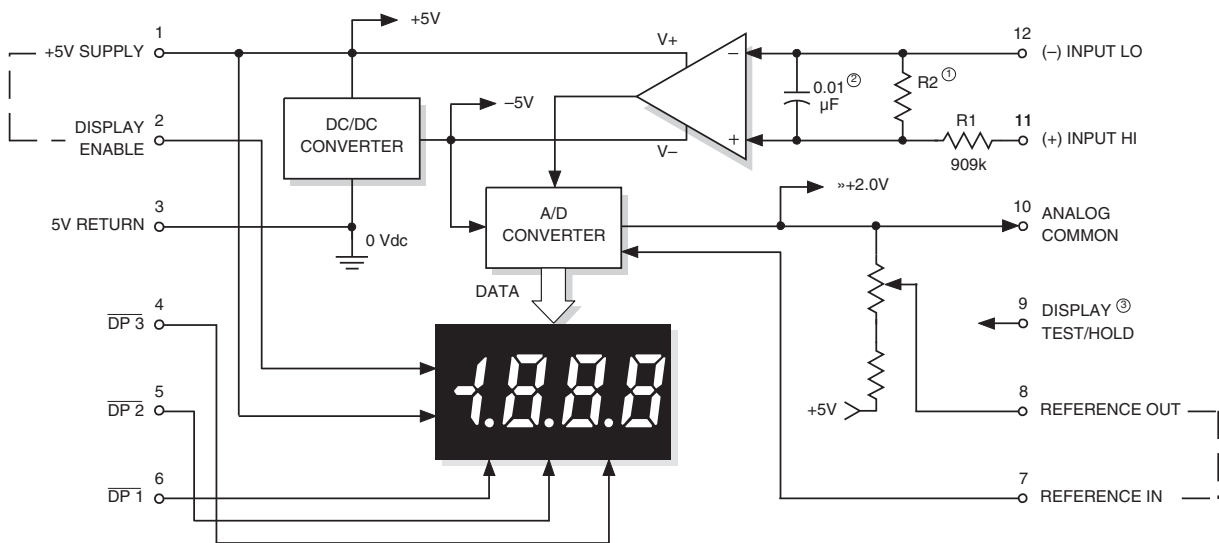 +5V
1
+5V SUPPLY
V+
12
(–) INPUT LO
0.01 ②
µF
R2 ①
–5V
DC/DC
CONVERTER
2
DISPLAY
ENABLE
–
+
V–
R1
909k
11
(+) INPUT HI
3
5V RETURN
0 Vdc
A/D
CONVERTER
»+2.0V
10
ANALOG
COMMON
DATA
4
DP 3
9
DISPLAY ③
TEST/HOLD
-1.8.8.8
5
DP 2
+5V
8
REFERENCE OUT
6
DP 1
7
REFERENCE IN